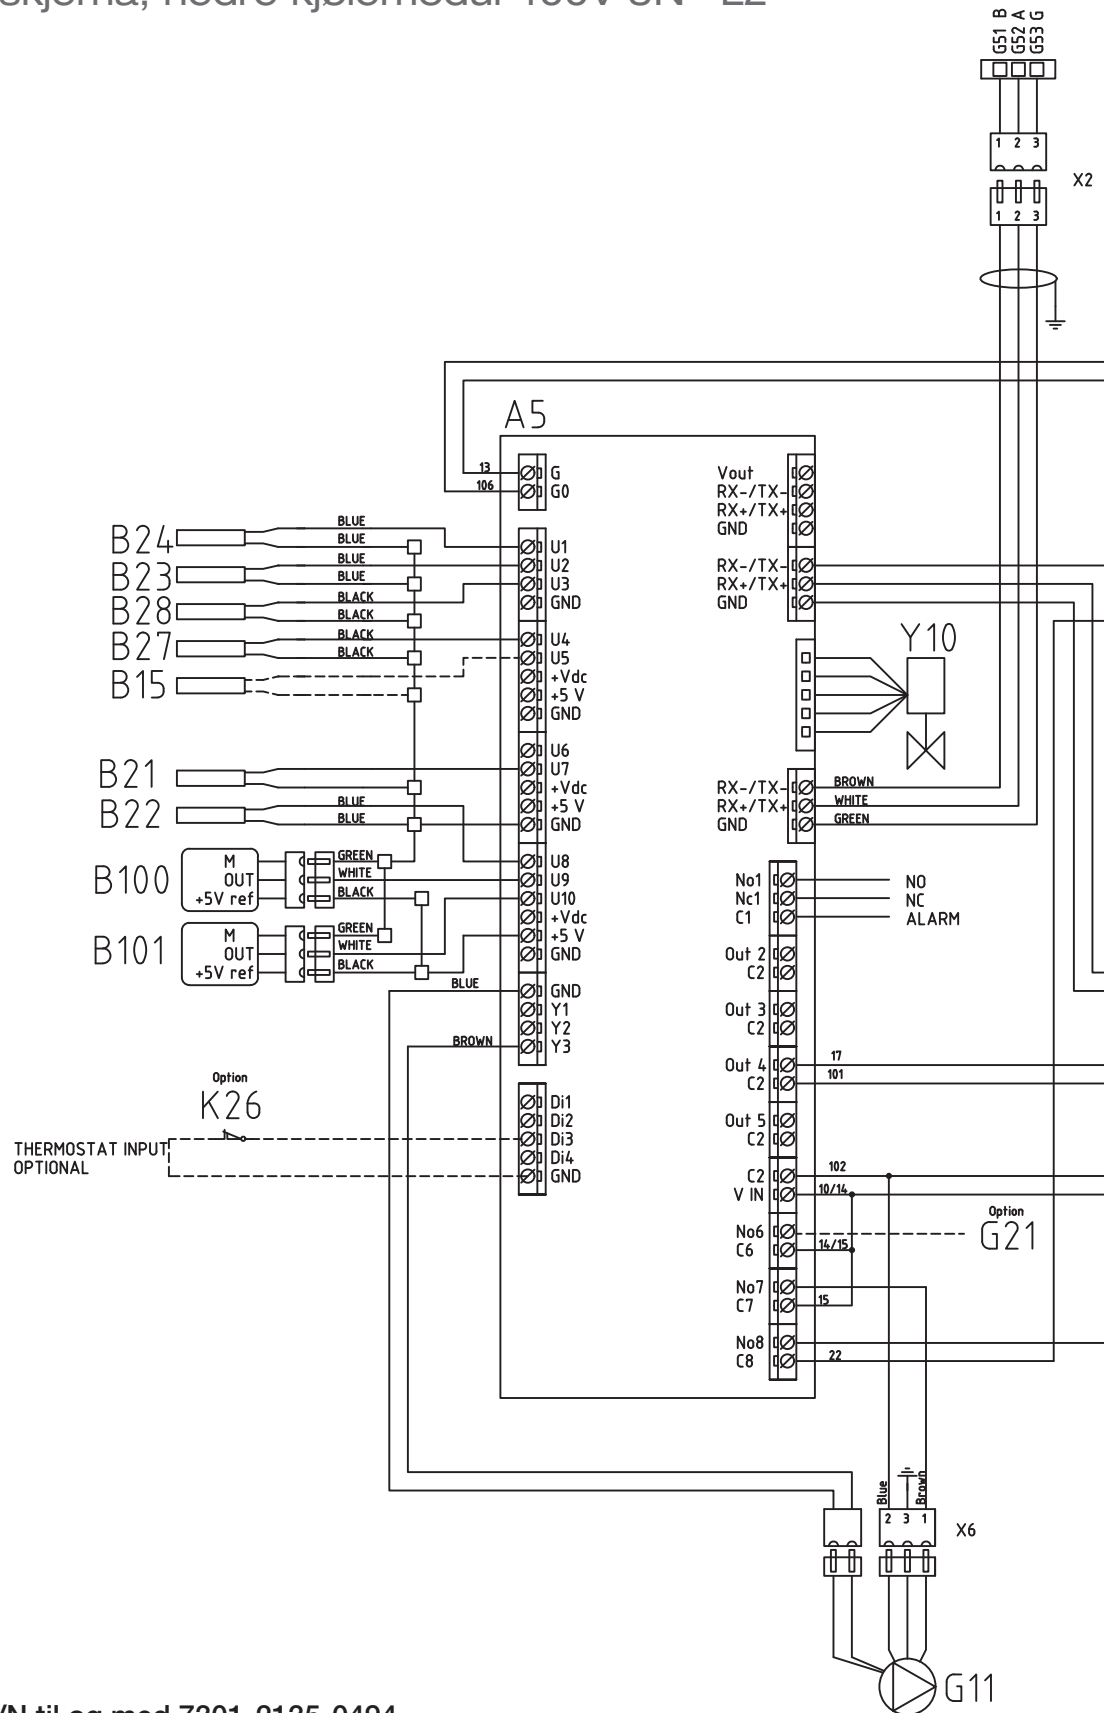 skjema, nedre kjølemodul 400V 3N~ L2
G51 B
G52 A
G53 G
1 2 3
X2
1 2 3
A5
13 G
106 G0
Vout
RX-/TX-
RX+/TX+
GND
B24
BLUE
BLUE
B23
BLUE
BLUE
B28
BLACK
BLACK
B27
BLACK
BLACK
B15
U1
U2
U3
GND
U4
U5
+Vdc
+5 V
GND
RX-/TX-
RX+/TX+
GND
Y10
B21
B22
BLUE
BLUE
U6
U7
+Vdc
+5 V
GND
RX-/TX- BROWN
RX+/TX+ WHITE
GND GREEN
B100
M GREEN
OUT WHITE
+5V ref BLACK
B101
M GREEN
OUT WHITE
+5V ref BLACK
U8
U9
U10
+Vdc
+5 V
GND
No1 NO
Nc1 NC
C1 ALARM
Out 2
C2
BLUE GND
Y1
Y2
BROWN Y3
Out 3
C2
Out 4 17
C2 101
Option
K26
THERMOSTAT INPUT
OPTIONAL
Di1
Di2
Di3
Di4
GND
Out 5
C2
C2 102
V IN 10/14
No6
C6 14/15
Option
G21
No7
C7 15
No8
C8 22
Blue
Brown
2 3 1
X6
G11